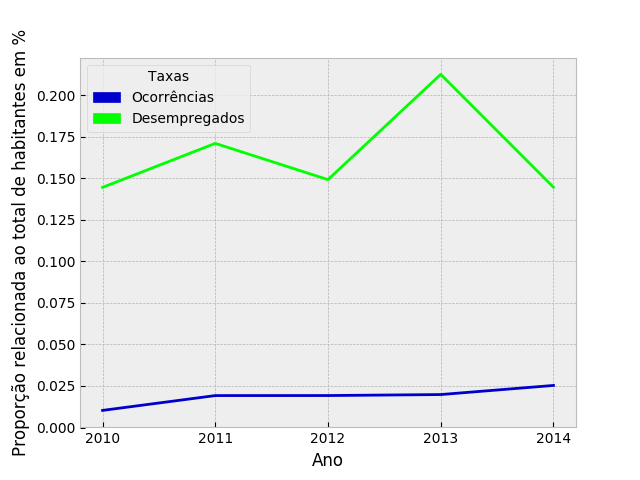 Proporção relacionada ao total de habitantes em %
Taxas
Ocorrências
Desempregados
0.200
0.175
0.150
0.125
0.100
0.075
0.050
0.025
0.000
2010 2011 2012 2013 2014
Ano